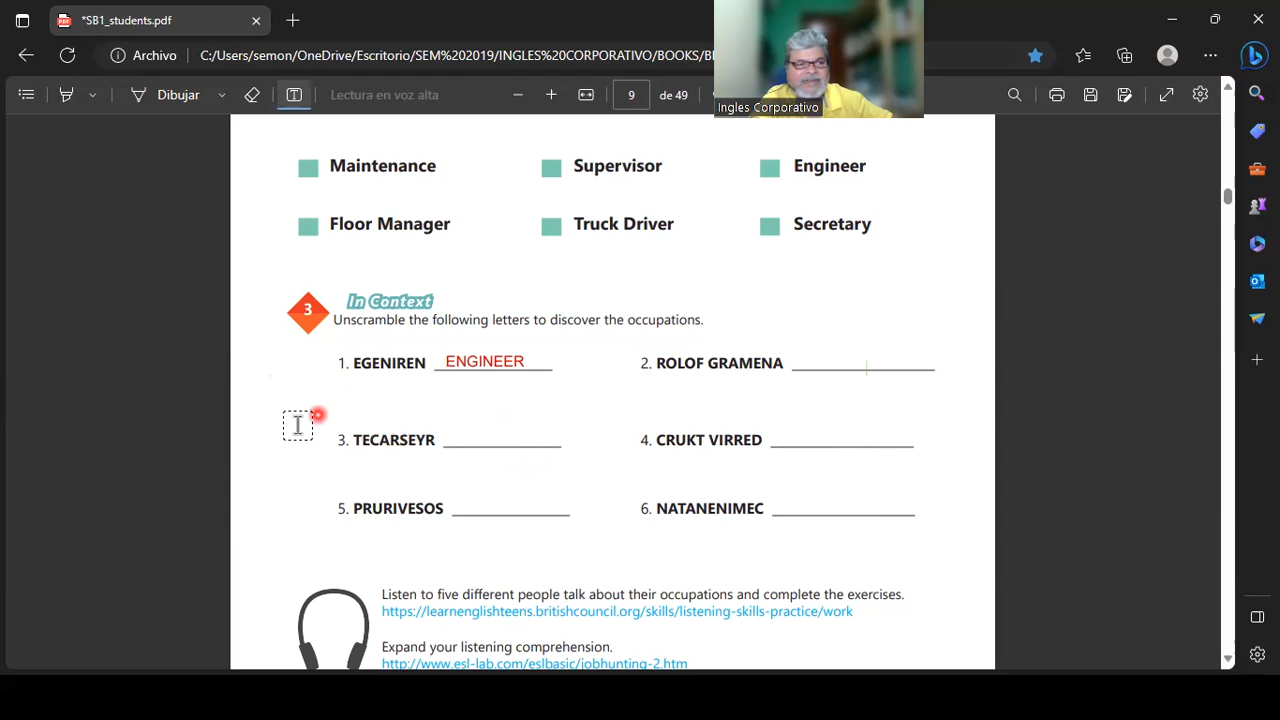 *SB1_students.pdf
Archivo C:/Users/semon/OneDrive/Escritorio/SEM%202019/INGLES%20CORPORATIVO/BOOKS/
Dibujar Lectura en voz alta 9 de 49
Ingles Corporativo
Maintenance Supervisor Engineer
Floor Manager Truck Driver Secretary
3 In Context
Unscramble the following letters to discover the occupations.
1. EGENIREN ENGINEER 2. ROLOF GRAMENA
3. TECARSEYR 4. CRUKT VIRRED
5. PRURIVESOS 6. NATANENIMEC
Listen to five different people talk about their occupations and complete the exercises.
https://learnenglishteens.britishcouncil.org/skills/listening-skills-practice/work
Expand your listening comprehension.
http://www.esl-lab.com/eslbasic/jobhunting-2.htm